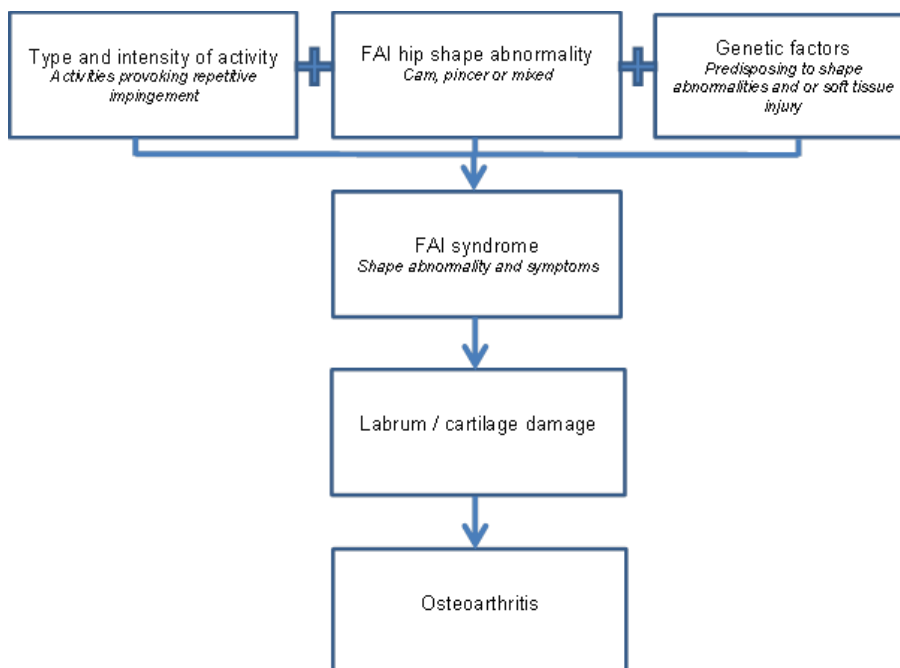 Type and intensity of activity
Activities provoking repetitive
impingement
FAI hip shape abnormality
Cam, pincer or mixed
Genetic factors
Predisposing to shape
abnormalities and or soft tissue
injury
FAI syndrome
Shape abnormality and symptoms
Labrum / cartilage damage
Osteoarthritis